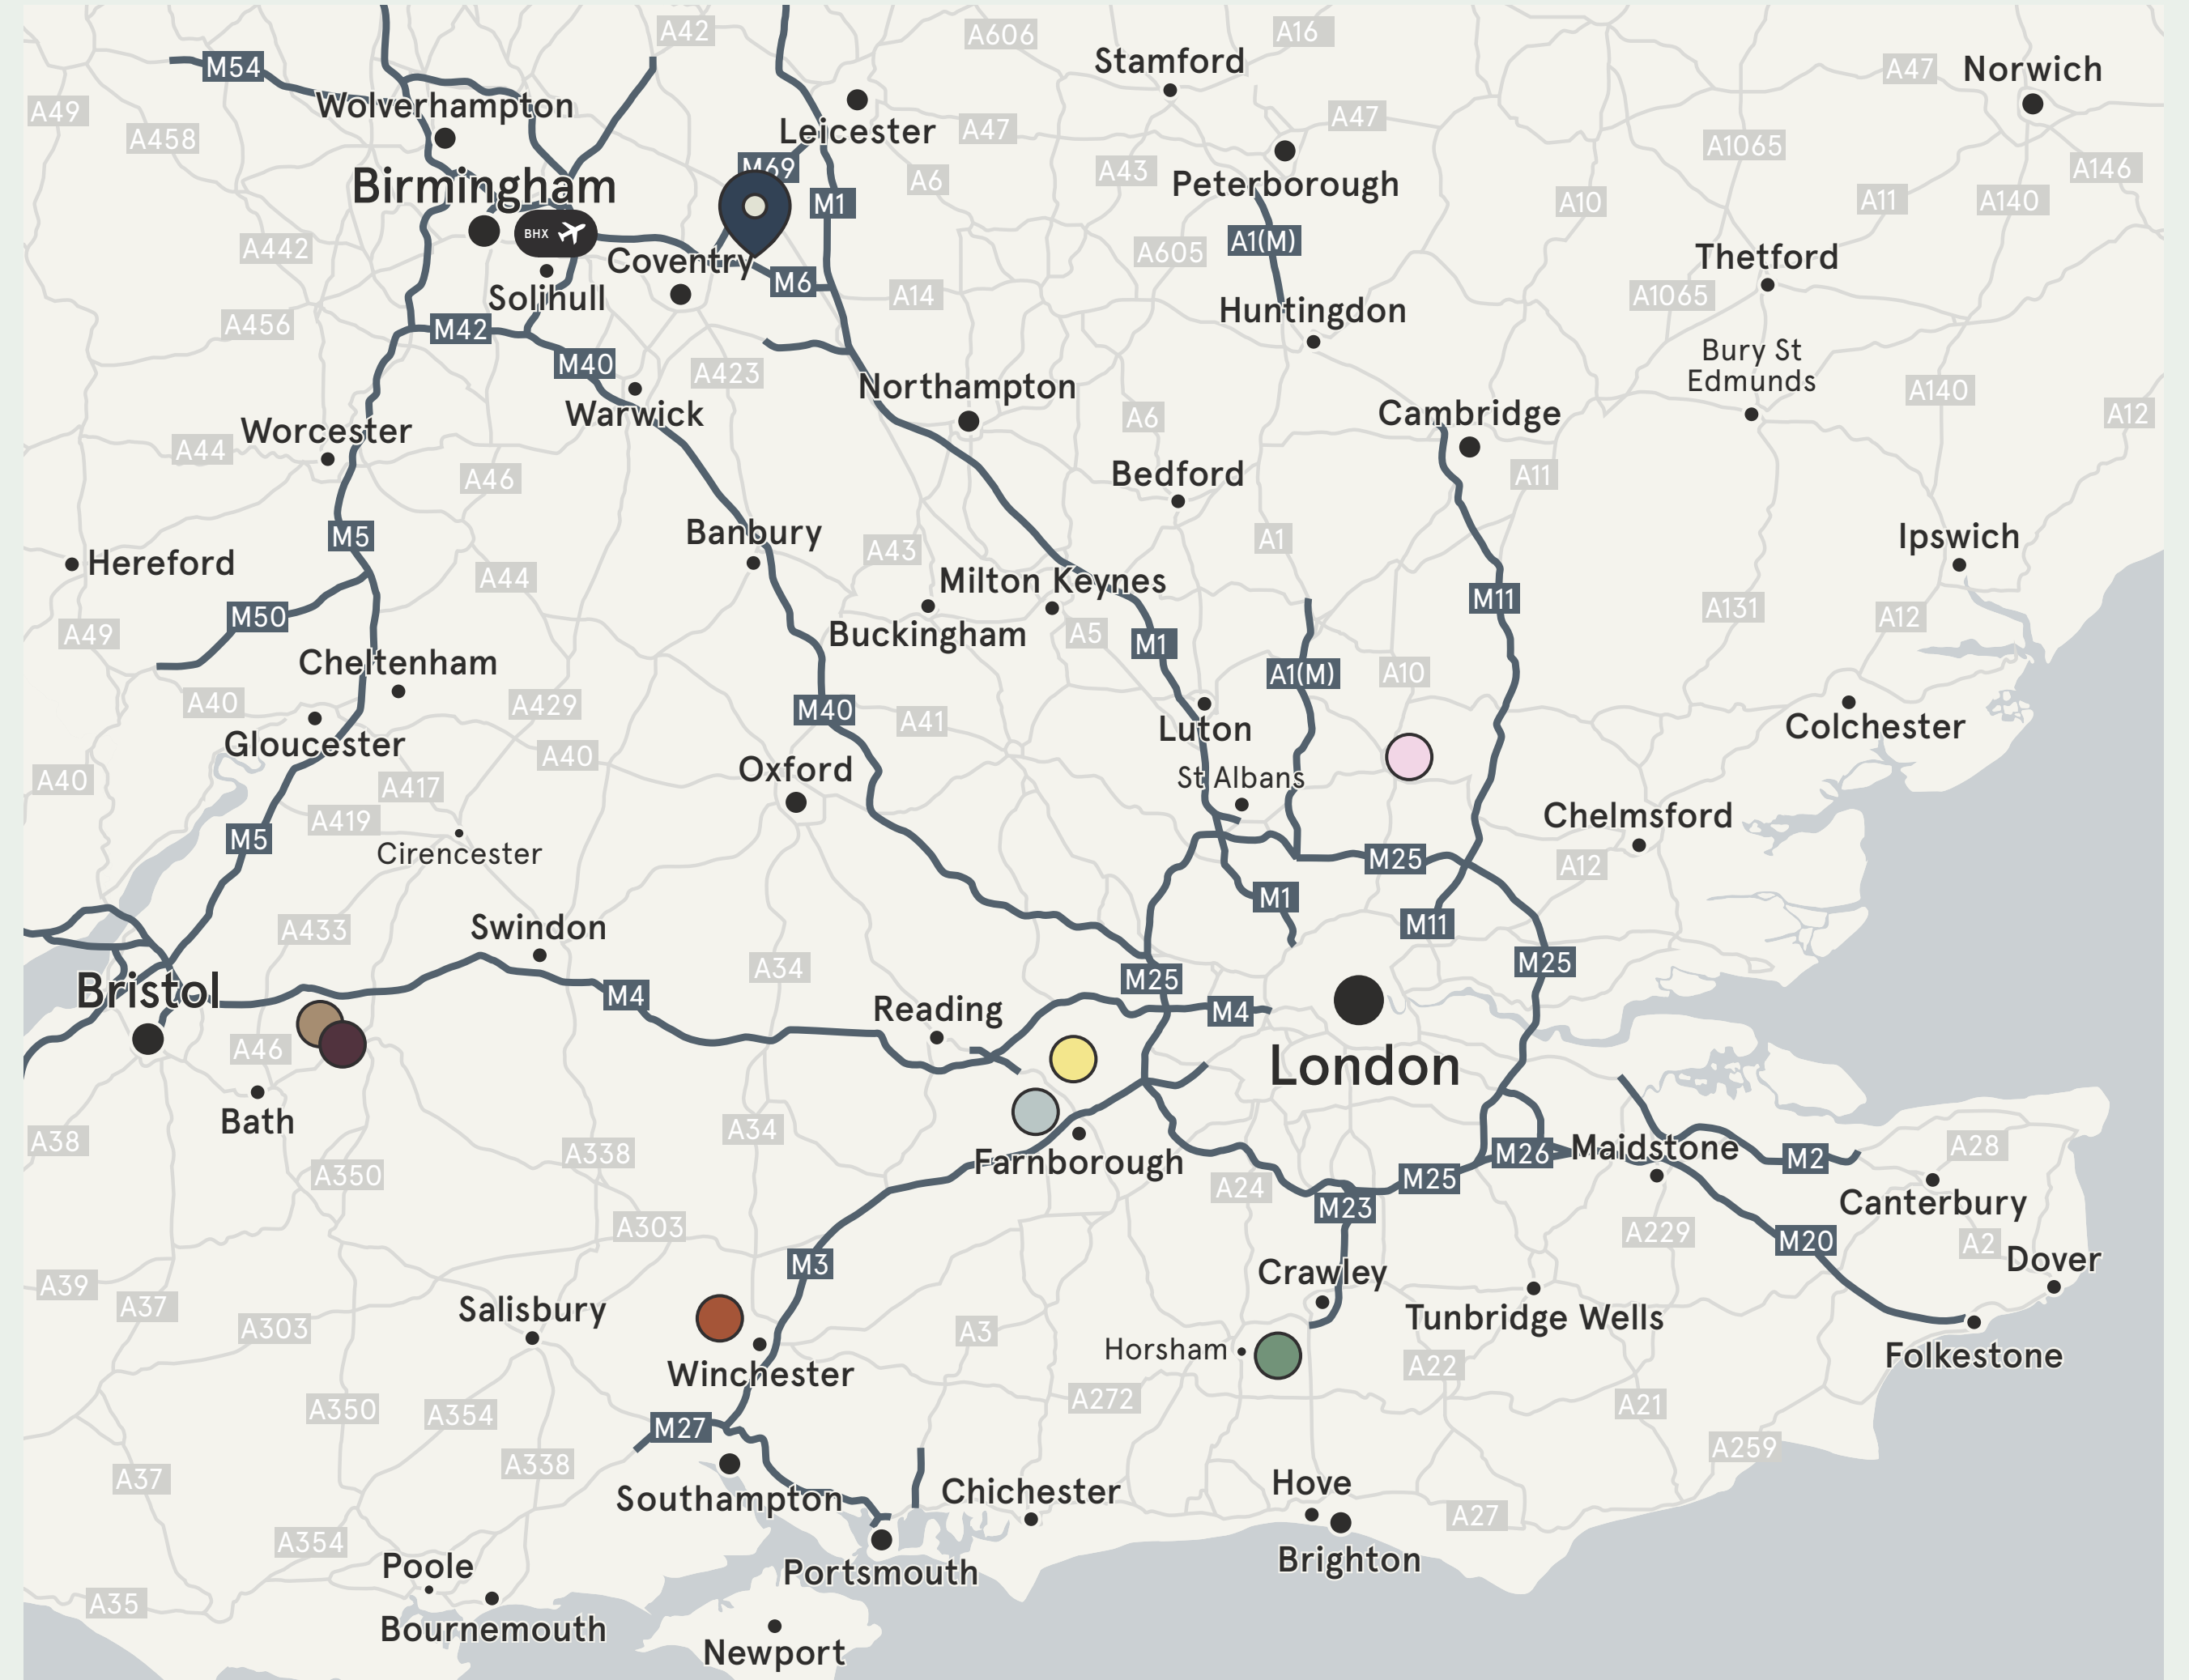 A42
A606
A16
Stamford
M54
A47
Norwich
Wolverhampton
A49
A458
Leicester
A47
A47
A1065
M69
A6
A43
Peterborough
A146
Birmingham
M1
A10
A11
A140
BHX
A442
A1(M)
A605
Coventry
Thetford
M6
A14
Solihull
A1065
Huntingdon
A456
M42
M40
A423
Bury St
Edmunds
Northampton
A140
Warwick
A6
Cambridge
A12
Worcester
A44
A46
Bedford
A11
M5
Banbury
A43
A1
Ipswich
Hereford
A44
Milton Keynes
M11
M50
A131
A12
A49
Buckingham
A5
M1
Cheltenham
A1(M)
A10
A40
A429
M40
A41
Luton
Colchester
Gloucester
A40
Oxford
St Albans
A40
A417
A419
M5
Cirencester
Chelmsford
M25
A12
M1
M11
A433
Swindon
M25
A34
M25
Bristol
M4
Reading
M4
A46
London
Bath
A38
A34
A338
M26
Maidstone
M2
A28
Farnborough
A350
M25
A24
Canterbury
M23
A303
A229
M20
A2
M3
Dover
Crawley
A39
A37
Salisbury
Tunbridge Wells
A303
A3
Horsham
Folkestone
A22
Winchester
A272
A350
A354
A21
M27
A259
A338
A37
Hove
Southampton
Chichester
A27
A354
Brighton
Poole
Portsmouth
A35
Bournemouth
Newport